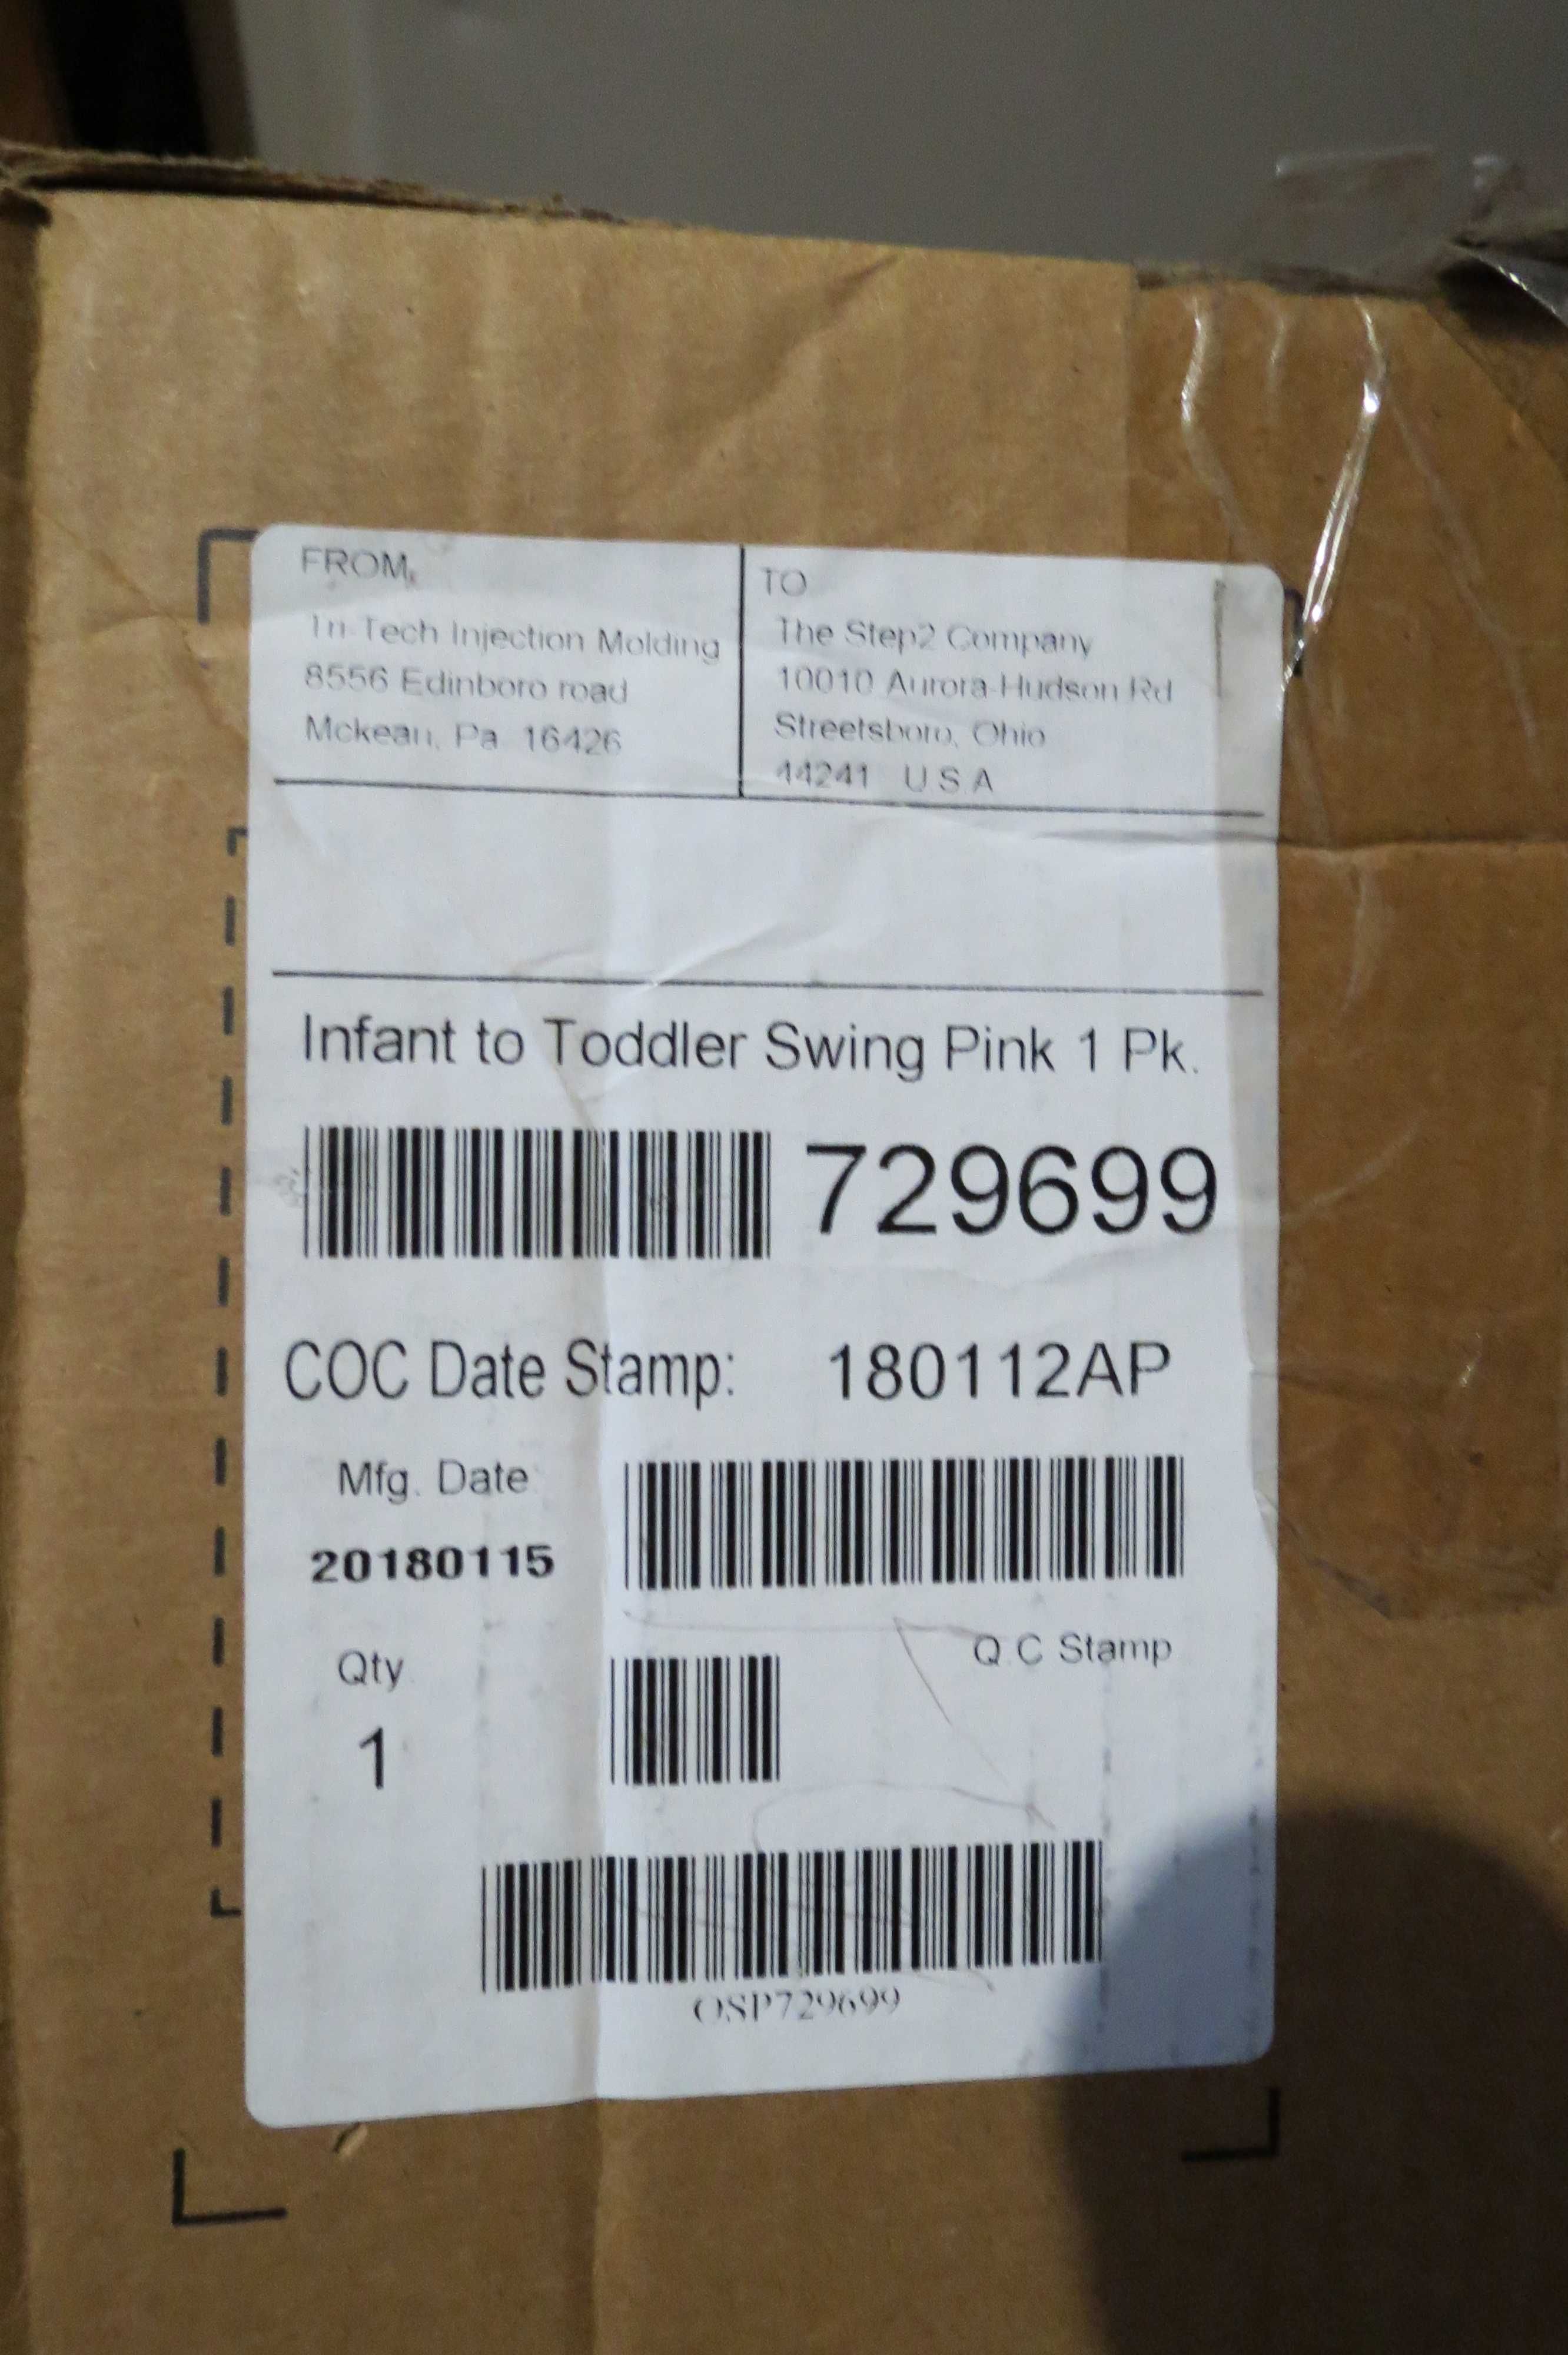 FROM
Tri-Tech Injection Molding
8556 Edinboro road
Mckean, Pa 16426
TO
The Step2 Company
10010 Aurora-Hudson Rd
Streetsboro, Ohio
44241 U S A
Infant to Toddler Swing Pink 1 Pk.
729699
COC Date Stamp: 180112AP
Mfg. Date
20180115
Qty
Q.C Stamp
1
OSP729699